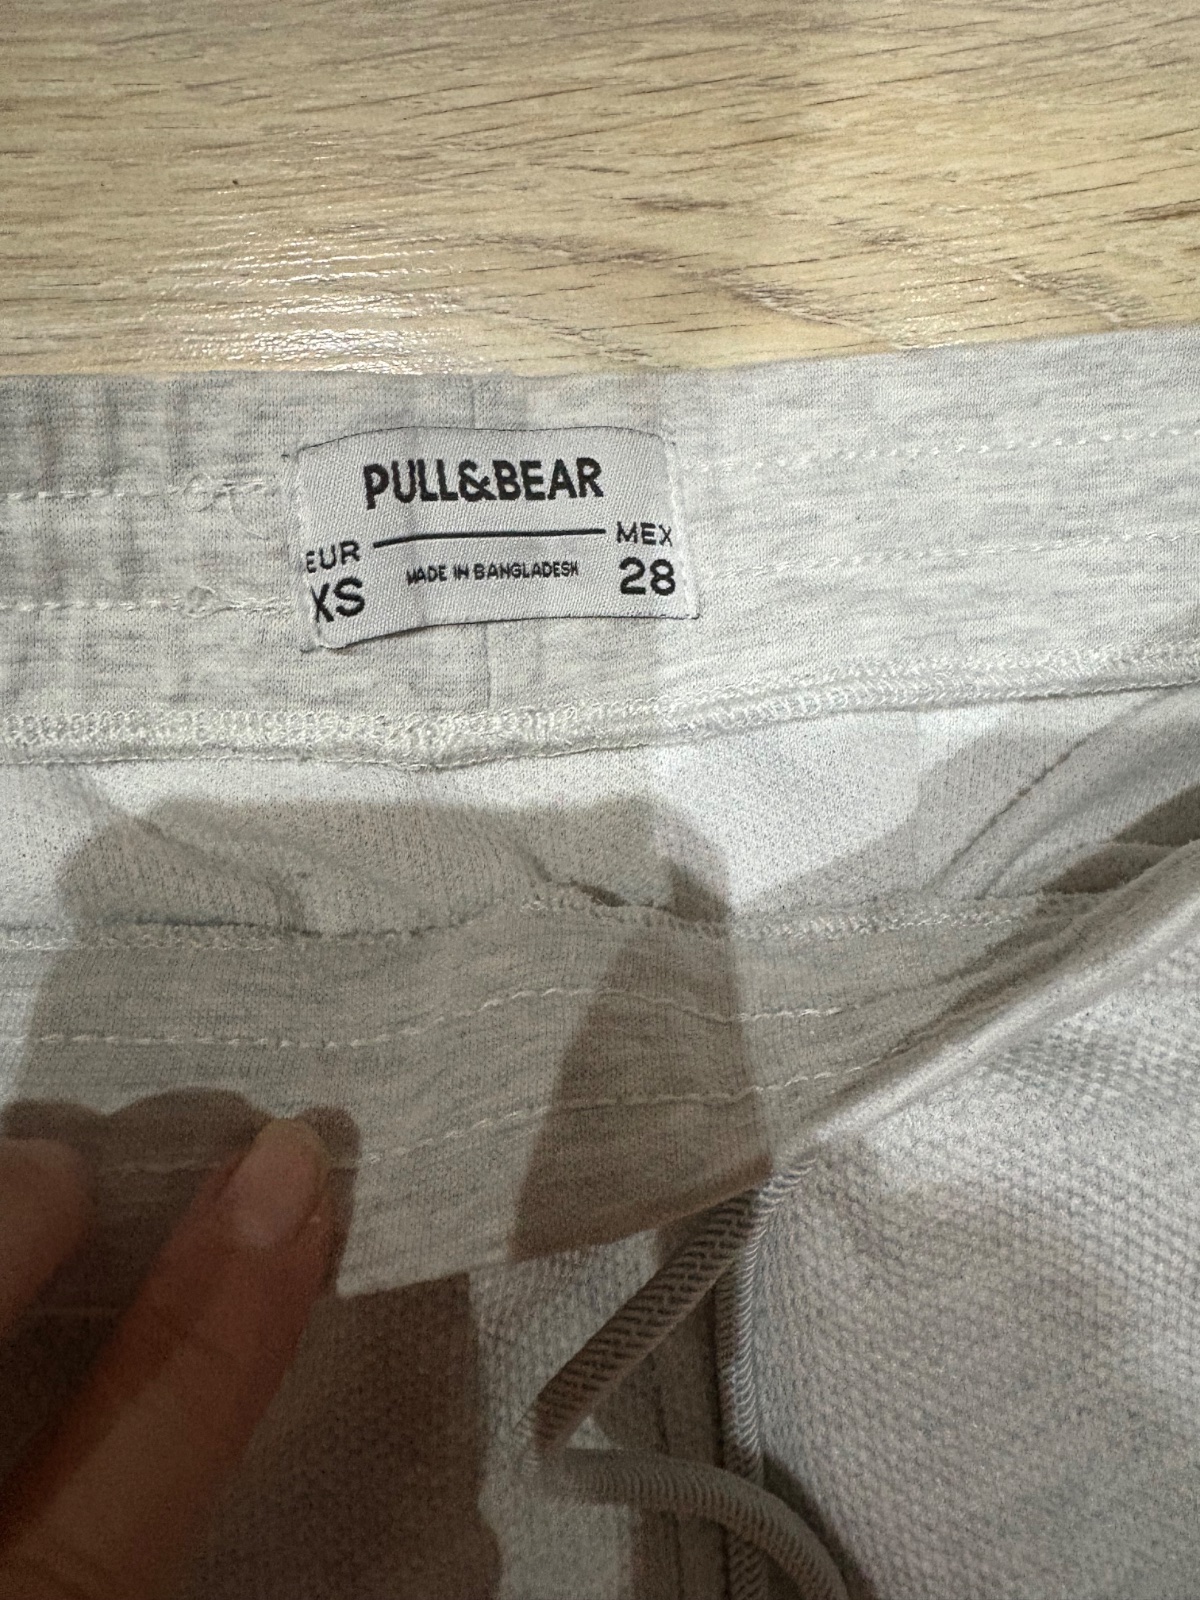 PULL&BEAR
EUR MEX
XS MADE IN BANGLADESH 28